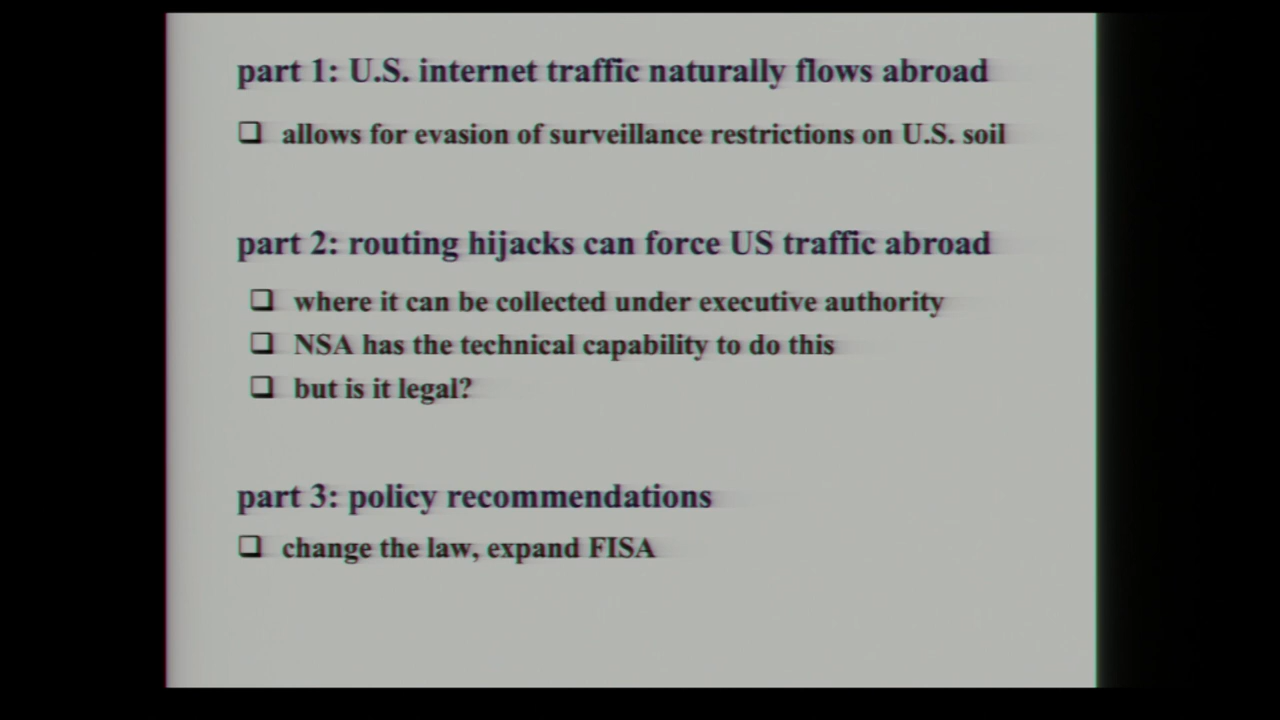 part 1: U.S. internet traffic naturally flows abroad
❑ allows for evasion of surveillance restrictions on U.S. soil
part 2: routing hijacks can force US traffic abroad
❑ where it can be collected under executive authority
❑ NSA has the technical capability to do this
❑ but is it legal?
part 3: policy recommendations
❑ change the law, expand FISA